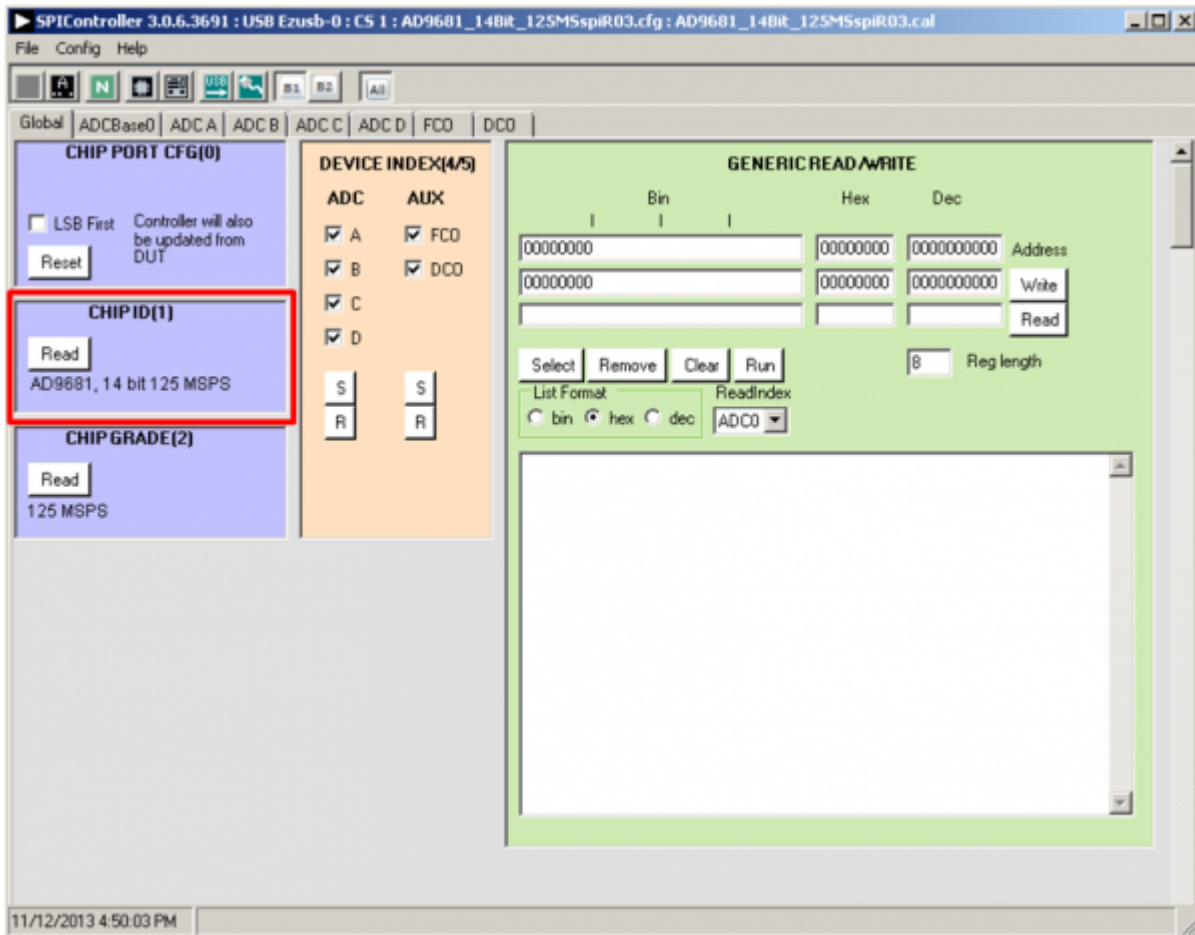 SPIController 3.0.6.3691 : USB Ezusb-0 : CS 1 : AD9681_14Bit_125MSspiR03.cfg : AD9681_14Bit_125MSspiR03.cal
File Config Help
A N USB B1 B2 All
Global ADCBase0 ADC A ADC B ADC C ADC D FCO DCO
CHIP PORT CFG(0)
LSB First
Controller will also
be updated from
DUT
Reset
CHIP ID(1)
Read
AD9681, 14 bit 125 MSPS
CHIP GRADE(2)
Read
125 MSPS
DEVICE INDEX(4/5)
ADC AUX
A FCO
B DCO
C
D
S S
R R
GENERIC READ/WRITE
Bin Hex Dec
00000000 00000000 0000000000 Address
00000000 00000000 0000000000 Write
Read
Select Remove Clear Run 8 Reg length
List Format ReadIndex
bin hex dec ADC0
11/12/2013 4:50:03 PM